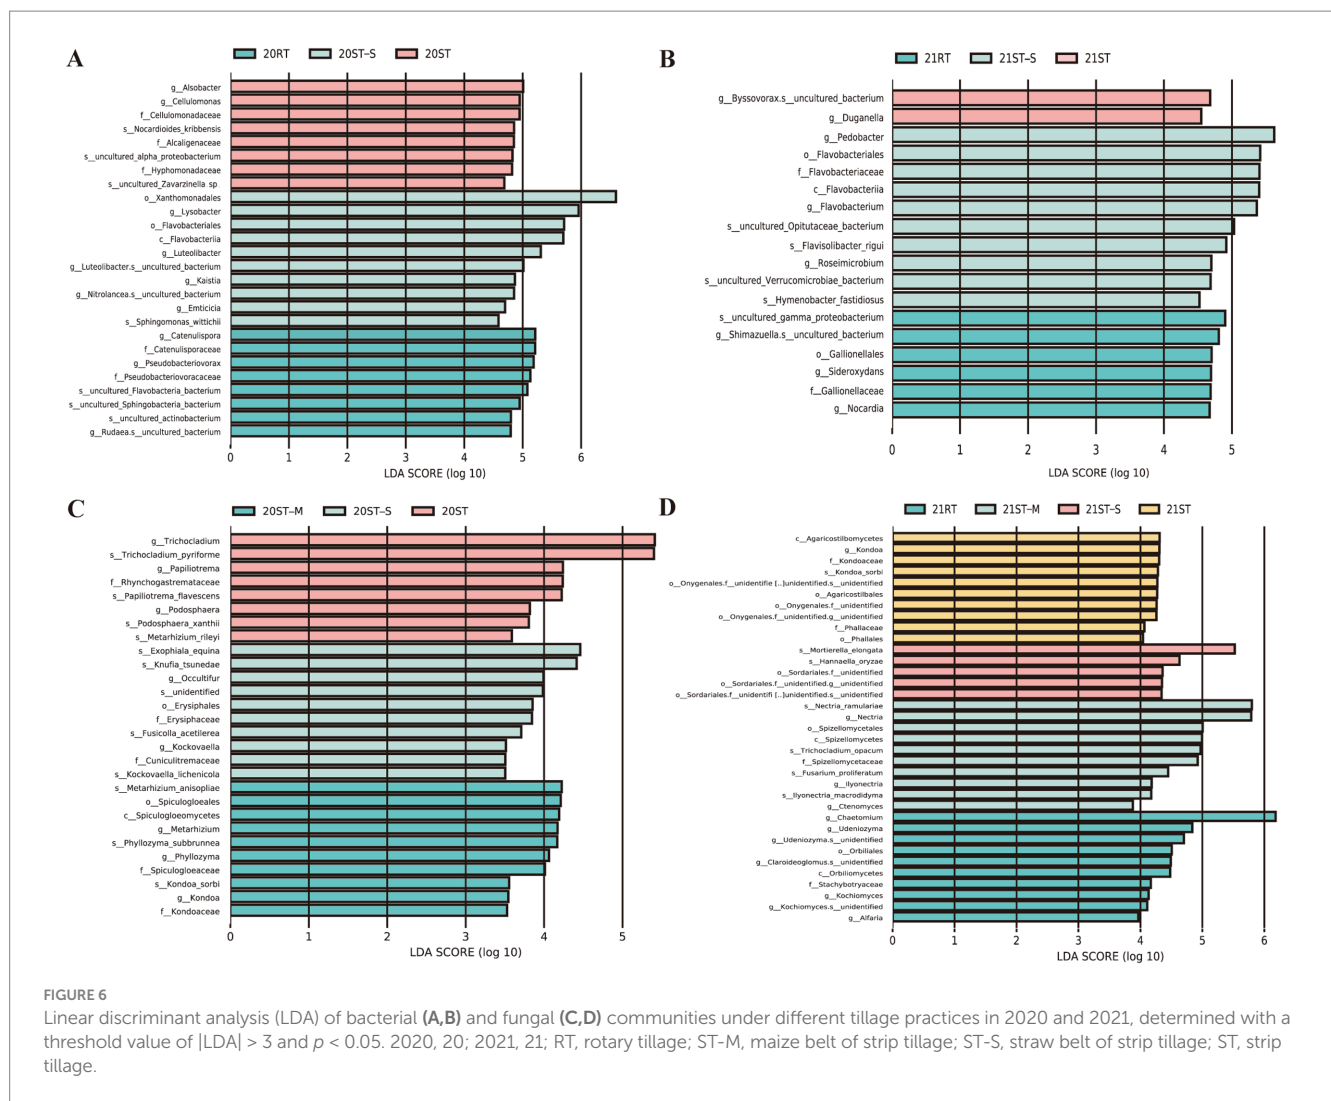 A
20RT 20ST–S 20ST
g__Alsobacter
g__Cellulomonas
f__Cellulomonadaceae
s__Nocardioides_kribbensis
f__Alcaligenaceae
s__uncultured_alpha_proteobacterium
f__Hyphomonadaceae
s__uncultured_Zavarzinella_sp.
o__Xanthomonadales
g__Lysobacter
o__Flavobacteriales
c__Flavobacteriia
g__Luteolibacter
g__Luteolibacter.s__uncultured_bacterium
g__Kaistia
g__Nitrolancea.s__uncultured_bacterium
g__Emticicia
s__Sphingomonas_wittichii
g__Catenulispora
f__Catenulisporaceae
g__Pseudobacteriovorax
f__Pseudobacteriovoracaceae
s__uncultured_Flavobacteria_bacterium
s__uncultured_Sphingobacteria_bacterium
s__uncultured_actinobacterium
g__Rudaea.s__uncultured_bacterium
0 1 2 3 4 5 6
LDA SCORE (log 10)
B
21RT 21ST–S 21ST
g__Byssovorax.s__uncultured_bacterium
g__Duganella
g__Pedobacter
o__Flavobacteriales
f__Flavobacteriaceae
c__Flavobacteriia
g__Flavobacterium
s__uncultured_Opitutaceae_bacterium
s__Flavisolibacter_rigui
g__Roseimicrobium
s__uncultured_Verrucomicrobiae_bacterium
s__Hymenobacter_fastidiosus
s__uncultured_gamma_proteobacterium
g__Shimazuella.s__uncultured_bacterium
o__Gallionellales
g__Sideroxydans
f__Gallionellaceae
g__Nocardia
0 1 2 3 4 5
LDA SCORE (log 10)
C
20ST–M 20ST–S 20ST
g__Trichocladium
s__Trichocladium_pyriforme
g__Papiliotrema
f__Rhynchogastremataceae
s__Papiliotrema_flavescens
g__Podosphaera
s__Podosphaera_xanthii
s__Metarhizium_rileyi
s__Exophiala_equina
s__Knufia_tsunedae
g__Occultifur
s__unidentified
o__Erysiphales
f__Erysiphaceae
s__Fusicolla_acetilerea
g__Kockovaella
f__Cuniculitremaceae
s__Kockovaella_lichenicola
s__Metarhizium_anisopliae
o__Spiculogloeales
c__Spiculogloeomycetes
g__Metarhizium
s__Phyllozyma_subbrunnea
g__Phyllozyma
f__Spiculogloeaceae
s__Kondoa_sorbi
g__Kondoa
f__Kondoaceae
0 1 2 3 4 5
LDA SCORE (log 10)
D
21RT 21ST–M 21ST–S 21ST
c__Agaricostilbomycetes
g__Kondoa
f__Kondoaceae
s__Kondoa_sorbi
o__Onygenales.f__unidentifie [..]unidentified.s__unidentified
o__Agaricostilbales
o__Onygenales.f__unidentified
o__Onygenales.f__unidentified.g__unidentified
f__Phallaceae
o__Phallales
s__Mortierella_elongata
s__Hannaella_oryzae
o__Sordariales.f__unidentified
o__Sordariales.f__unidentified.g__unidentified
o__Sordariales.f__unidentifi [..]unidentified.s__unidentified
s__Nectria_ramulariae
g__Nectria
o__Spizellomycetales
c__Spizellomycetes
s__Trichocladium_opacum
f__Spizellomycetaceae
s__Fusarium_proliferatum
g__Ilyonectria
s__Ilyonectria_macrodidyma
g__Ctenomyces
g__Chaetomium
g__Udeniozyma
g__Udeniozyma.s__unidentified
o__Orbiliales
g__Claroideoglomus.s__unidentified
c__Orbiliomycetes
f__Stachybotryaceae
g__Kochiomyces
g__Kochiomyces.s__unidentified
g__Alfaria
0 1 2 3 4 5 6
LDA SCORE (log 10)
FIGURE 6
Linear discriminant analysis (LDA) of bacterial (A,B) and fungal (C,D) communities under different tillage practices in 2020 and 2021, determined with a
threshold value of |LDA| > 3 and p < 0.05. 2020, 20; 2021, 21; RT, rotary tillage; ST-M, maize belt of strip tillage; ST-S, straw belt of strip tillage; ST, strip
tillage.